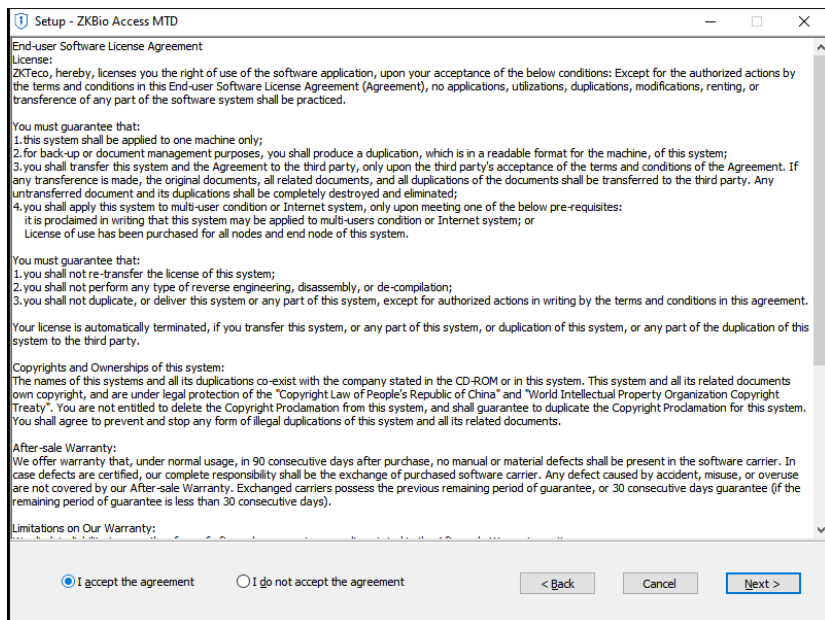 Setup - ZKBio Access MTD
End-user Software License Agreement
License:
ZKTeco, hereby, licenses you the right of use of the software application, upon your acceptance of the below conditions: Except for the authorized actions by
the terms and conditions in this End-user Software License Agreement (Agreement), no applications, utilizations, duplications, modifications, renting, or
transference of any part of the software system shall be practiced.
You must guarantee that:
1.this system shall be applied to one machine only;
2.for back-up or document management purposes, you shall produce a duplication, which is in a readable format for the machine, of this system;
3.you shall transfer this system and the Agreement to the third party, only upon the third party's acceptance of the terms and conditions of the Agreement. If
any transference is made, the original documents, all related documents, and all duplications of the documents shall be transferred to the third party. Any
untransferred document and its duplications shall be completely destroyed and eliminated;
4.you shall apply this system to multi-user condition or Internet system, only upon meeting one of the below pre-requisites:
it is proclaimed in writing that this system may be applied to multi-users condition or Internet system; or
License of use has been purchased for all nodes and end node of this system.
You must guarantee that:
1.you shall not re-transfer the license of this system;
2.you shall not perform any type of reverse engineering, disassembly, or de-compilation;
3.you shall not duplicate, or deliver this system or any part of this system, except for authorized actions in writing by the terms and conditions in this agreement.
Your license is automatically terminated, if you transfer this system, or any part of this system, or duplication of this system, or any part of the duplication of this
system to the third party.
Copyrights and Ownerships of this system:
The names of this systems and all its duplications co-exist with the company stated in the CD-ROM or in this system. This system and all its related documents
own copyright, and are under legal protection of the "Copyright Law of People's Republic of China" and "World Intellectual Property Organization Copyright
Treaty". You are not entitled to delete the Copyright Proclamation from this system, and shall guarantee to duplicate the Copyright Proclamation for this system.
You shall agree to prevent and stop any form of illegal duplications of this system and all its related documents.
After-sale Warranty:
We offer warranty that, under normal usage, in 90 consecutive days after purchase, no manual or material defects shall be present in the software carrier. In
case defects are certified, our complete responsibility shall be the exchange of purchased software carrier. Any defect caused by accident, misuse, or overuse
are not covered by our After-sale Warranty. Exchanged carriers possess the previous remaining period of guarantee, or 30 consecutive days guarantee (if the
remaining period of guarantee is less than 30 consecutive days).
Limitations on Our Warranty:
I accept the agreement
I do not accept the agreement
< Back
Cancel
Next >